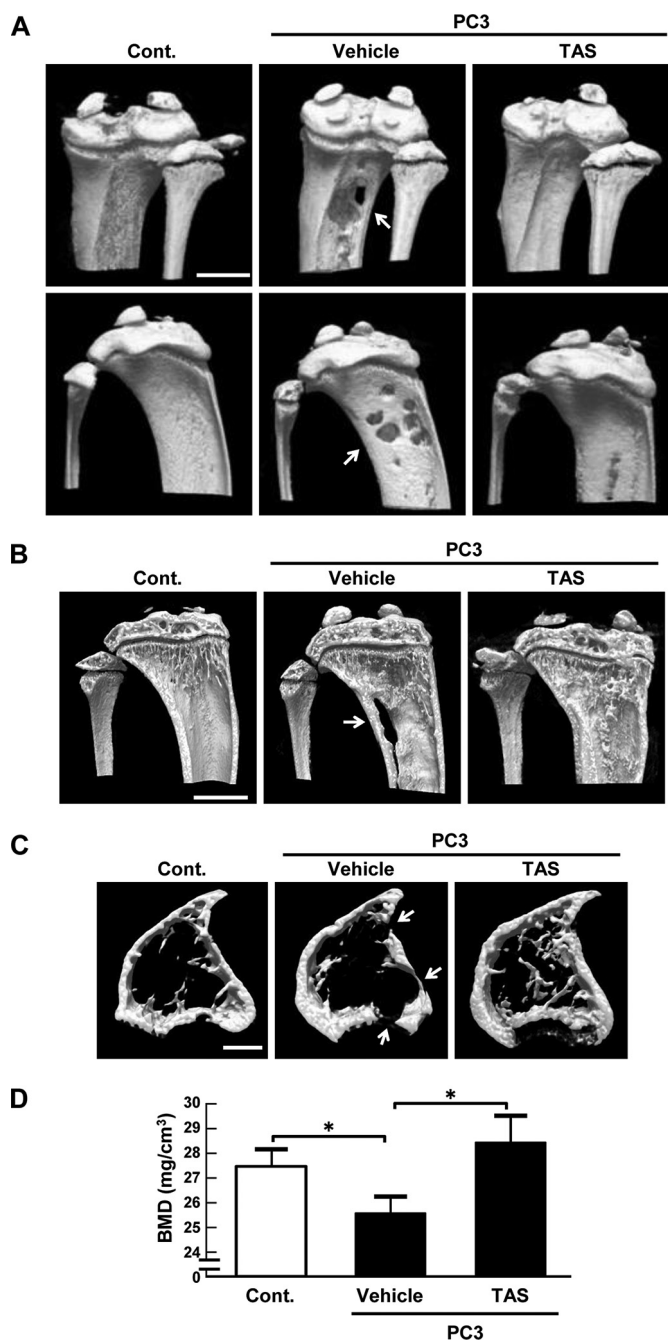 A
PC3
Cont. Vehicle TAS
B
PC3
Cont. Vehicle TAS
C
PC3
Cont. Vehicle TAS
D
BMD (mg/cm³)
30
29
28
27
26
25
24
0
* *
Cont. Vehicle TAS
PC3